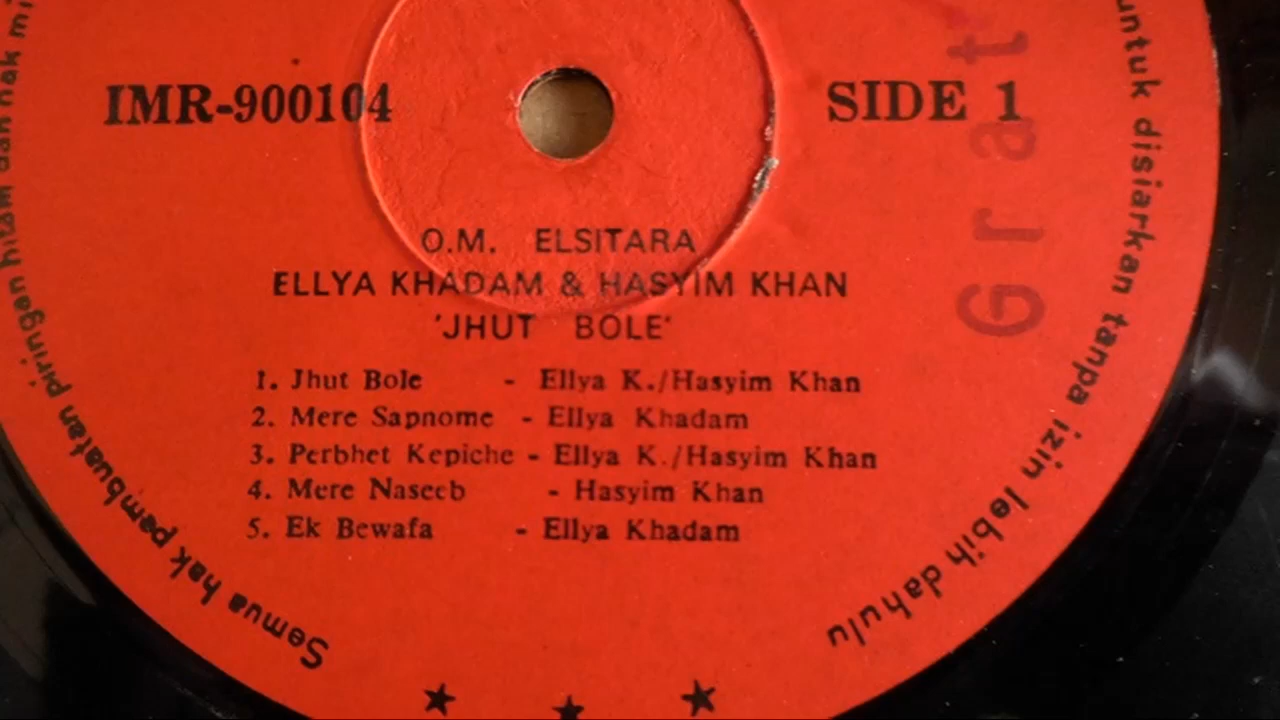 IMR-900104
SIDE 1
O.M. ELSITARA
ELLYA KHADAM & HASYIM KHAN
'JHUT BOLE'
1. Jhut Bole - Ellya K./Hasyim Khan
2. Mere Sapnome - Ellya Khadam
3. Perbhet Kepiche - Ellya K./Hasyim Khan
4. Mere Naseeb - Hasyim Khan
5. Ek Bewafa - Ellya Khadam
Semua hak pembuatan piringan hitam dan hak
untuk disiarkan tanpa izin lebih dahulu
Grat